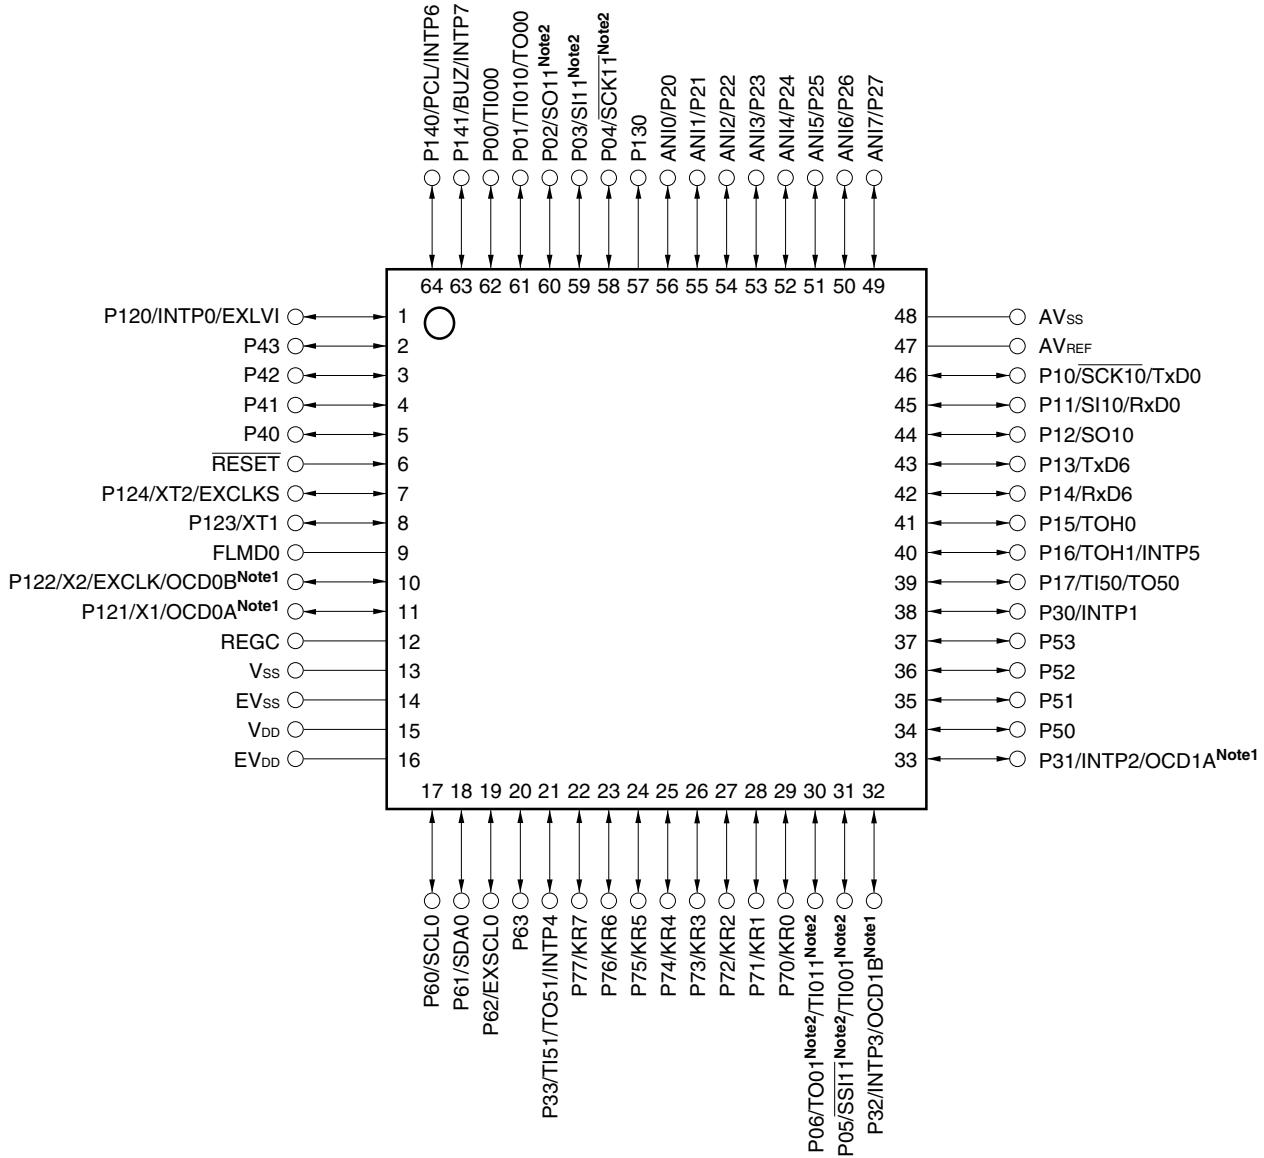 P140/PCL/INTP6
P141/BUZ/INTP7
P00/TI000
P01/TI010/TO00
P02/SO11Note2
P03/SI11Note2
P04/SCK11Note2
P130
ANI0/P20
ANI1/P21
ANI2/P22
ANI3/P23
ANI4/P24
ANI5/P25
ANI6/P26
ANI7/P27
64 63 62 61 60 59 58 57 56 55 54 53 52 51 50 49
P120/INTP0/EXLVI 1
P43 2
P42 3
P41 4
P40 5
RESET 6
P124/XT2/EXCLKS 7
P123/XT1 8
FLMD0 9
P122/X2/EXCLK/OCD0BNote1 10
P121/X1/OCD0ANote1 11
REGC 12
VSS 13
EVSS 14
VDD 15
EVDD 16
48 AVSS
47 AVREF
46 P10/SCK10/TxD0
45 P11/SI10/RxD0
44 P12/SO10
43 P13/TxD6
42 P14/RxD6
41 P15/TOH0
40 P16/TOH1/INTP5
39 P17/TI50/TO50
38 P30/INTP1
37 P53
36 P52
35 P51
34 P50
33 P31/INTP2/OCD1ANote1
17 18 19 20 21 22 23 24 25 26 27 28 29 30 31 32
P60/SCL0
P61/SDA0
P62/EXSCL0
P63
P33/TI51/TO51/INTP4
P77/KR7
P76/KR6
P75/KR5
P74/KR4
P73/KR3
P72/KR2
P71/KR1
P70/KR0
P06/TO01Note2/TI011Note2
P05/SSI11Note2/TI001Note2
P32/INTP3/OCD1BNote1